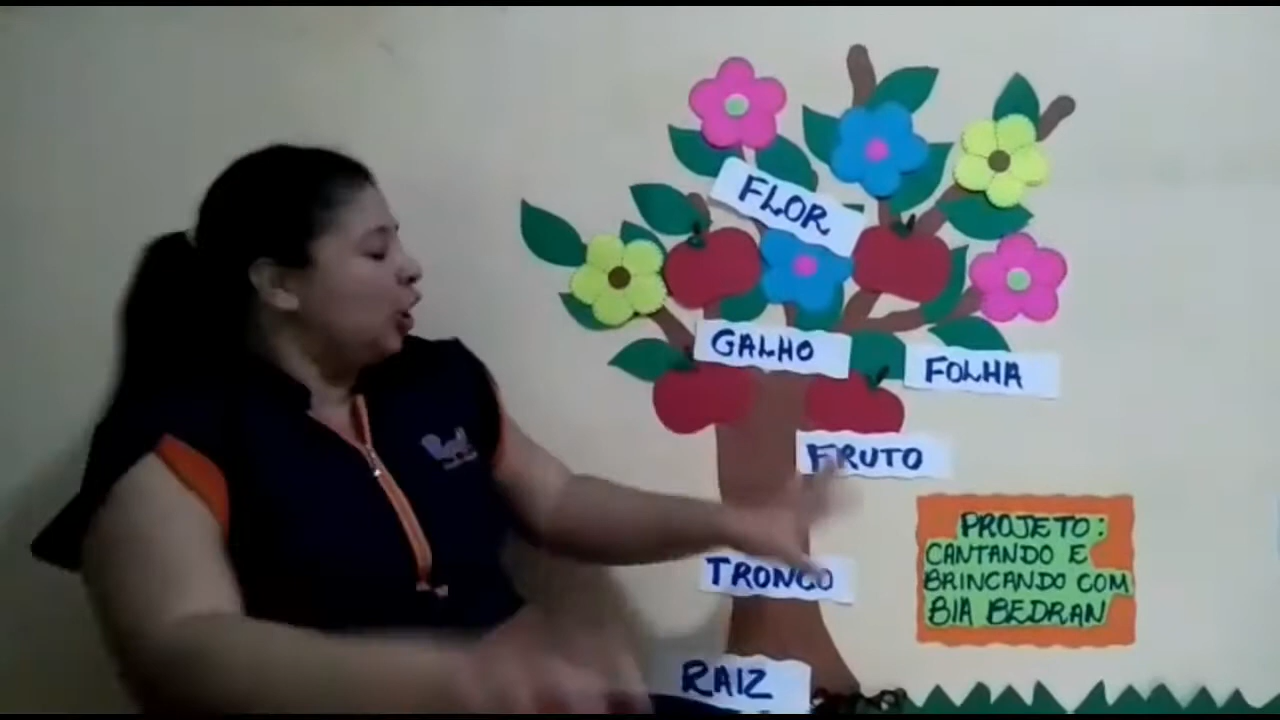 FLOR
GALHO
FOLHA
FRUTO
TRONCO
RAIZ
PROJETO:
CANTANDO E
BRINCANDO COM
BIA BEDRAN